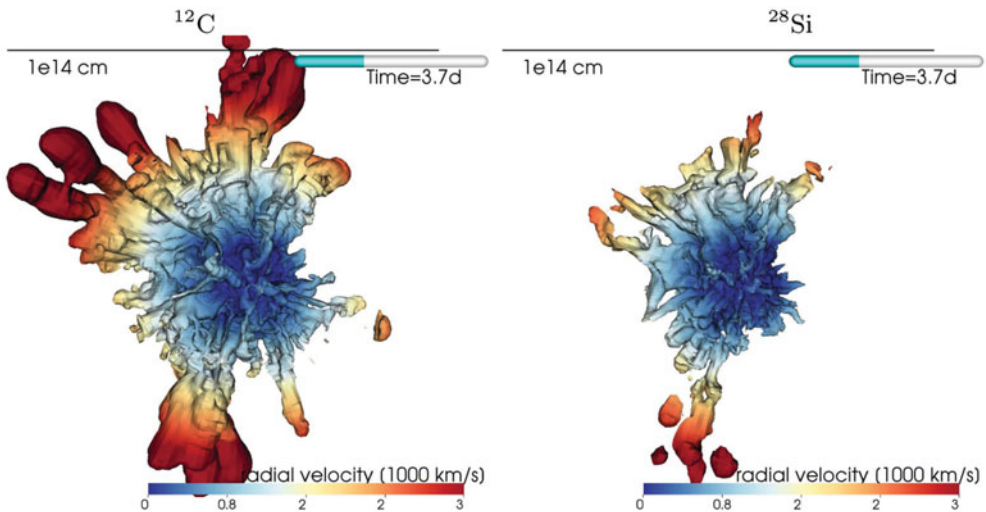 ¹²C
1e14 cm
Time=3.7d
radial velocity (1000 km/s)
0 0.8 2 2 3
²⁸Si
1e14 cm
Time=3.7d
radial velocity (1000 km/s)
0 0.8 2 2 3